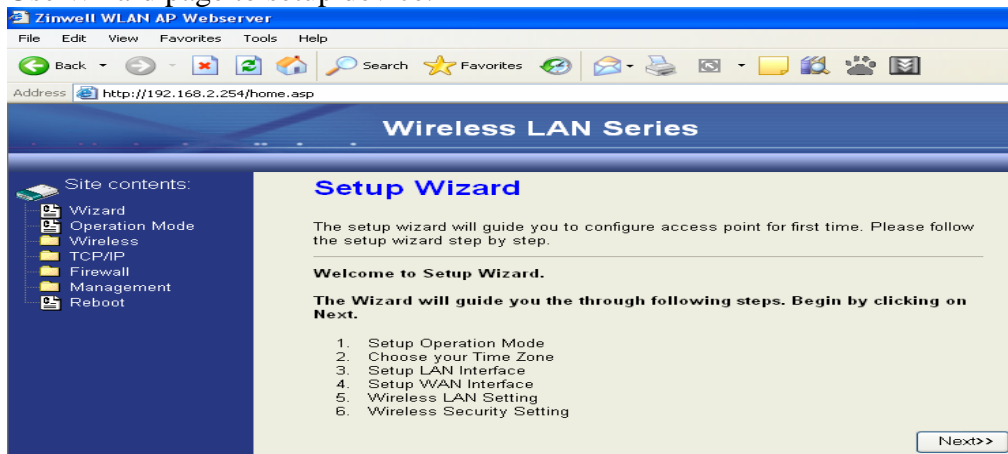 Zinwell WLAN AP Webserver
File Edit View Favorites Tools Help
Back Search Favorites
Address http://192.168.2.254/home.asp
Wireless LAN Series
Site contents:
Wizard
Operation Mode
Wireless
TCP/IP
Firewall
Management
Reboot
Setup Wizard
The setup wizard will guide you to configure access point for first time. Please follow
the setup wizard step by step.
Welcome to Setup Wizard.
The Wizard will guide you the through following steps. Begin by clicking on
Next.
1. Setup Operation Mode
2. Choose your Time Zone
3. Setup LAN Interface
4. Setup WAN Interface
5. Wireless LAN Setting
6. Wireless Security Setting
Next>>